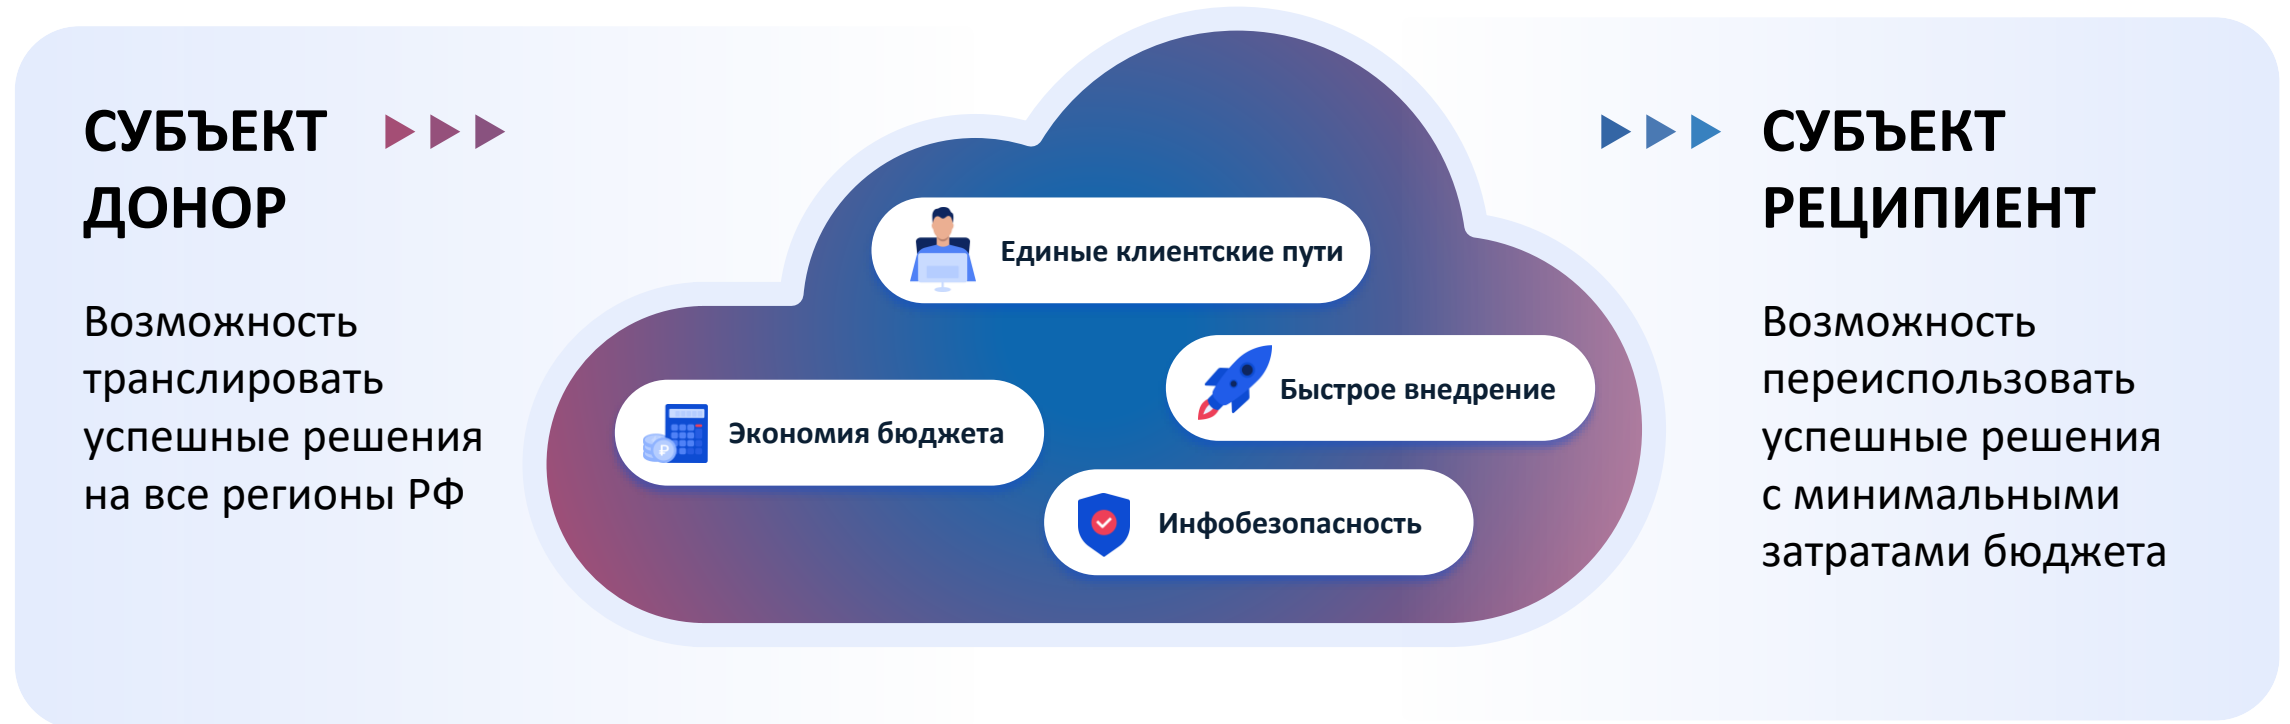 СУБЪЕКТ
ДОНОР
Возможность
транслировать
успешные решения
на все регионы РФ
Единые клиентские пути
Быстрое внедрение
Экономия бюджета
₽
Инфобезопасность
СУБЪЕКТ
РЕЦИПИЕНТ
Возможность
переиспользовать
успешные решения
с минимальными
затратами бюджета